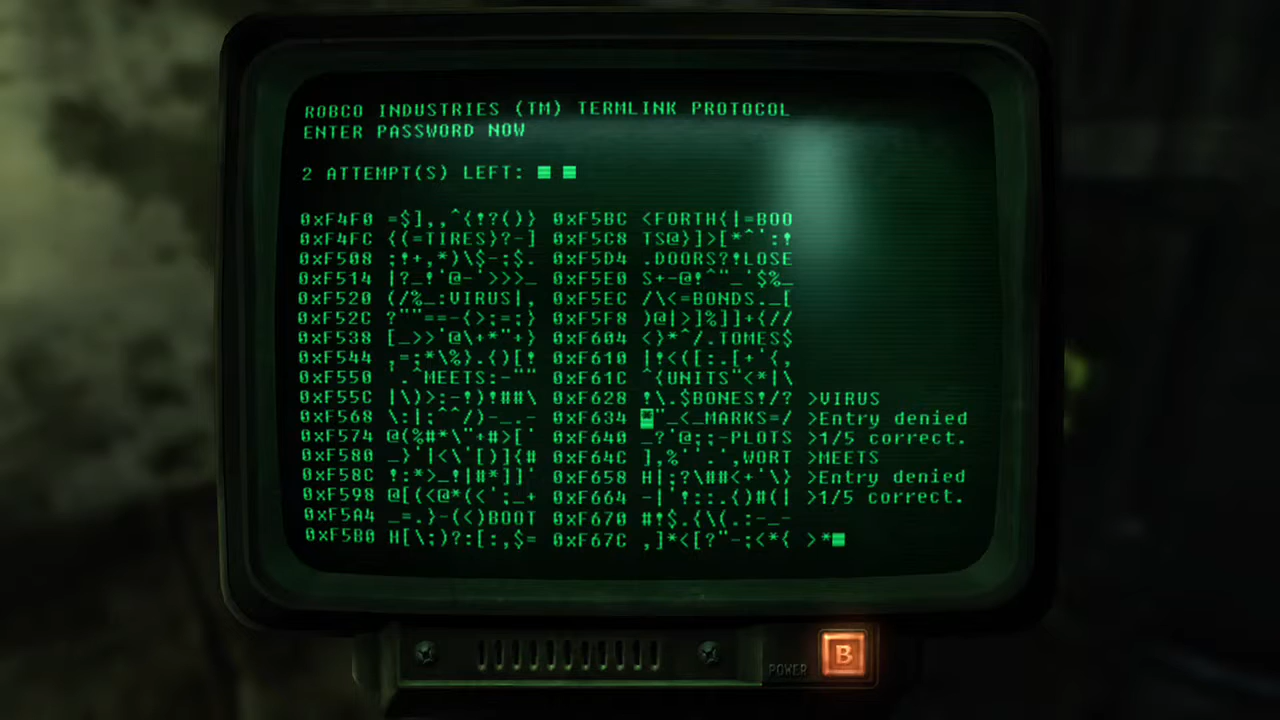 ROBCO INDUSTRIES (TM) TERMLINK PROTOCOL
ENTER PASSWORD NOW
2 ATTEMPT(S) LEFT:
0xF4F0 =$],,^{!?()} 0xF5BC <FORTH{|=BOO
0xF4FC {(=TIRES}?-] 0xF5C8 TS@}]>[*^':!
0xF508 :!+,*)\$-:$. 0xF5D4 .DOORS?!LOSE
0xF514 |?_!'@-'>>>_ 0xF5E0 S+-@!^"_'$%_
0xF520 (/%_:VIRUS|, 0xF5EC /\<=BONDS._[
0xF52C ?""==-{>;=;} 0xF5F8 )@|>]%]]+{//
0xF538 [_>>'@\+*"+} 0xF604 <}*^/.TOMES$
0xF544 ,=;*\%}.{)[! 0xF610 |!<([:.[+'{,
0xF550 '.^MEETS:-"" 0xF61C ^{UNITS"<*|\
0xF55C |\)>:-!)!##\ 0xF628 !\.$BONES!/? >VIRUS
0xF568 \:|;^^/)-_.- 0xF634 *"_<_MARKS=/ >Entry denied
0xF574 @(%#*\"+#>[' 0xF640 _?'@;;-PLOTS >1/5 correct.
0xF580 _}'|<\'[)]{# 0xF64C ],%''.',WORT >MEETS
0xF58C !:*>_!|#*]]' 0xF658 H|;?\##<+'\} >Entry denied
0xF598 @[(<@*(<';_+ 0xF664 -|'!::.{)#(| >1/5 correct.
0xF5A4 _=.}-(<)BOOT 0xF670 #!$.{\(.:-_-
0xF5B0 H[\;)?:[:,$= 0xF67C ,]*<[?"-;<*{ >*
POWER
B